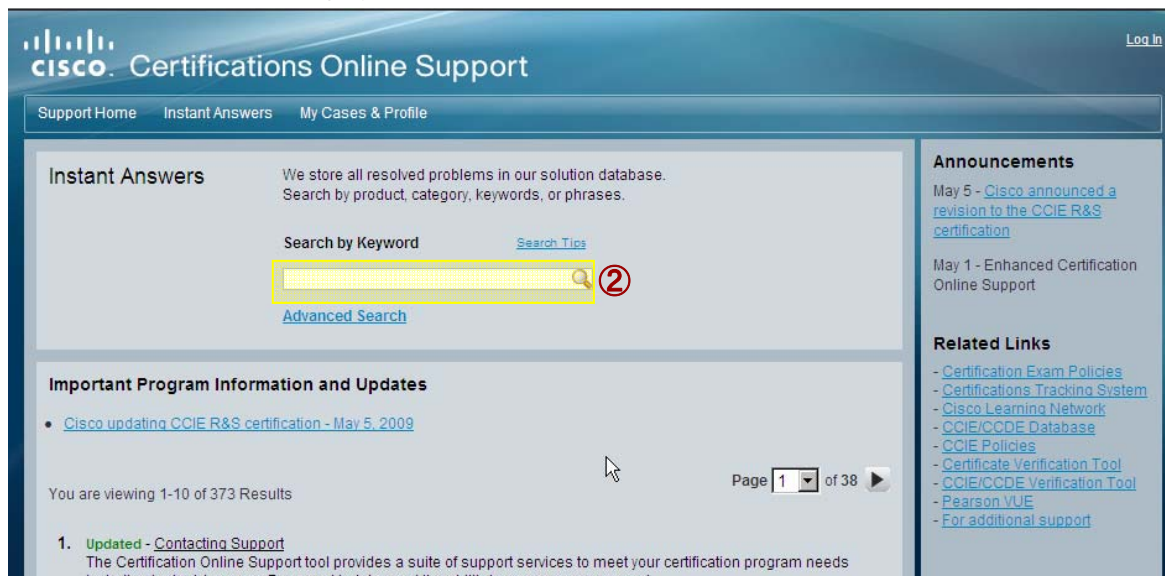 Log In
CISCO. Certifications Online Support
Support Home Instant Answers My Cases & Profile
Instant Answers
We store all resolved problems in our solution database.
Search by product, category, keywords, or phrases.
Search by Keyword Search Tips
②
Advanced Search
Important Program Information and Updates
• Cisco updating CCIE R&S certification - May 5, 2009
Page 1 of 38
You are viewing 1-10 of 373 Results
1. Updated - Contacting Support
The Certification Online Support tool provides a suite of support services to meet your certification program needs
Announcements
May 5 - Cisco announced a
revision to the CCIE R&S
certification
May 1 - Enhanced Certification
Online Support
Related Links
- Certification Exam Policies
- Certifications Tracking System
- Cisco Learning Network
- CCIE/CCDE Database
- CCIE Policies
- Certificate Verification Tool
- CCIE/CCDE Verification Tool
- Pearson VUE
- For additional support